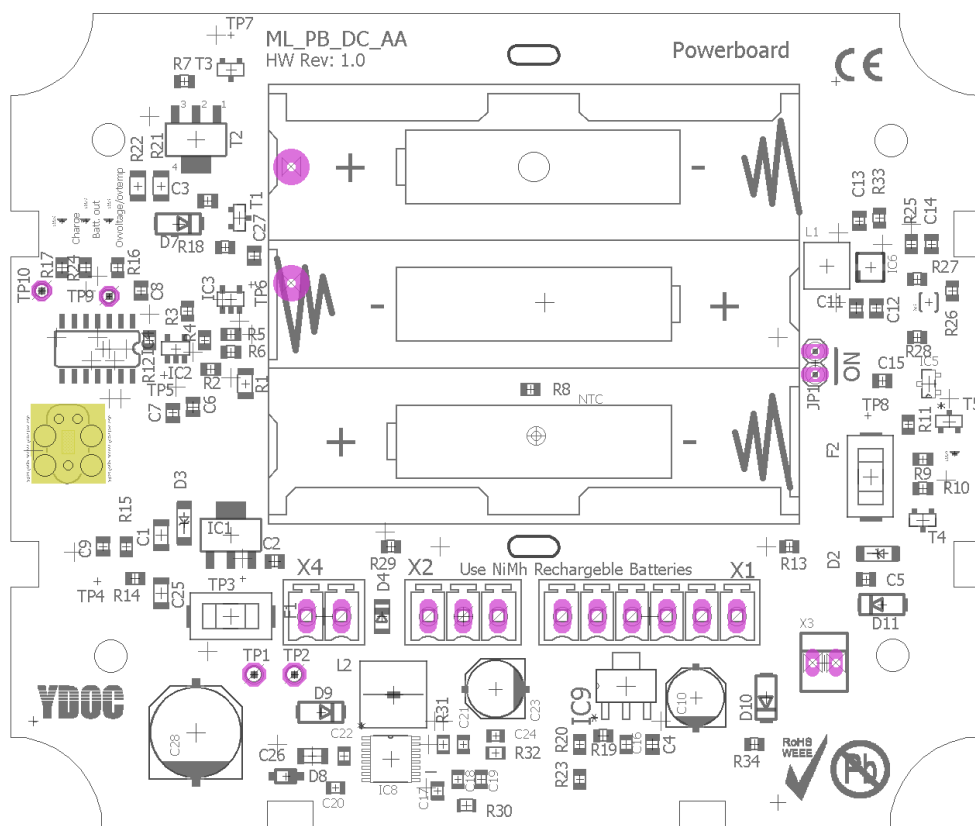 TP7
ML_PB_DC_AA
HW Rev: 1.0
Powerboard
CE
R7
T3
3 2 1
T2
4
R22
R21
C3
+
-
C13
R33
Charge
Batt. out
Ovvoltage/ovtemp
T1
C27
D7
R18
R25
C14
L1
IC6
R17
R24
R16
TP10
TP9
C8
IC3
TP6
-
+
R27
R26
C11
C12
R3
R4
R5
R6
R12
IC2
TP5
R2
R1
R28
IC5
C15
ON
JP1
R8
NTC
C7
C6
TP8
R11
+
-
F2
D3
R9
R10
T4
R15
C1
IC1
C9
C2
R29
R13
D2
C5
D11
TP4
R14
C25
TP3
F1
X4
D4
X2
Use NiMh Rechargeble Batteries
X1
X3
TP1
TP2
L2
YDOC
D9
C28
C22
R31
C21
C23
IC9
C10
D10
C26
D8
C24
R32
R20
R19
C16
C4
R34
RoHS
WEEE
Pb
IC8
C20
C17
C18
C19
R23
R30